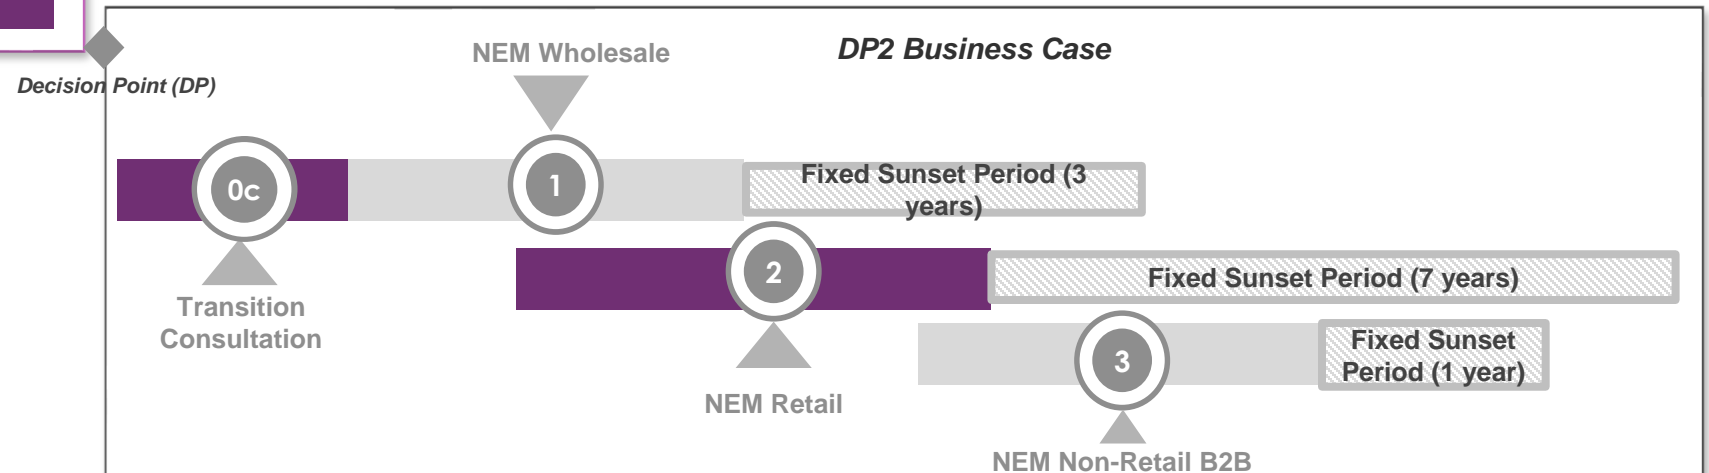 NEM Wholesale
DP2 Business Case
Decision Point (DP)
0c
1
Fixed Sunset Period (3
years)
Transition
Consultation
2
Fixed Sunset Period (7 years)
NEM Retail
3
Fixed Sunset
Period (1 year)
NEM Non-Retail B2B